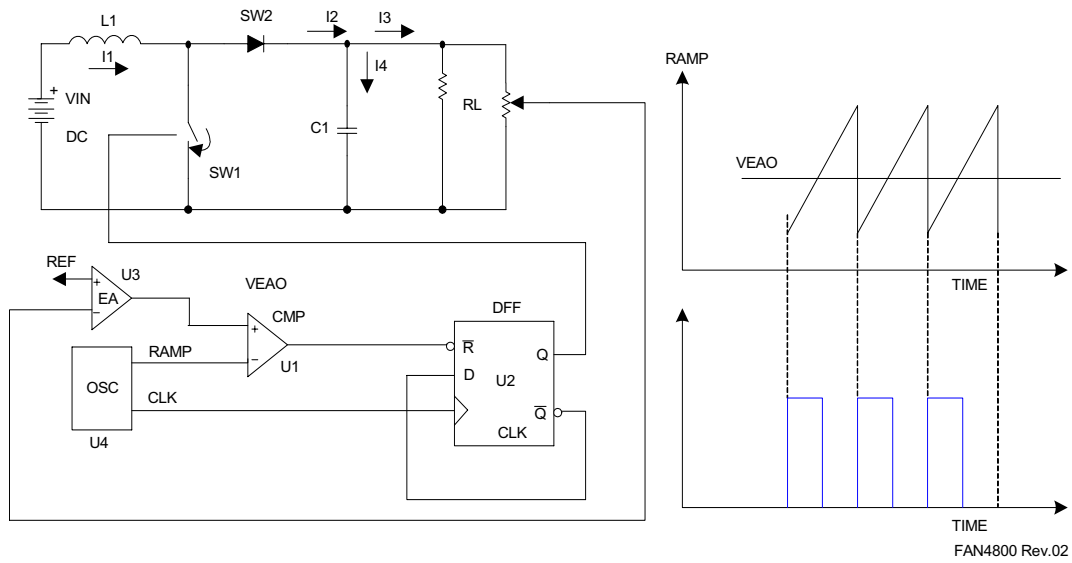 L1
SW2
I2
I3
I1
I4
+
VIN
DC
SW1
C1
RL
REF
U3
+
EA
−
VEAO
CMP
+
−
U1
RAMP
OSC
CLK
U4
DFF
R
Q
D
U2
Q
CLK
RAMP
VEAO
TIME
TIME
FAN4800 Rev.02